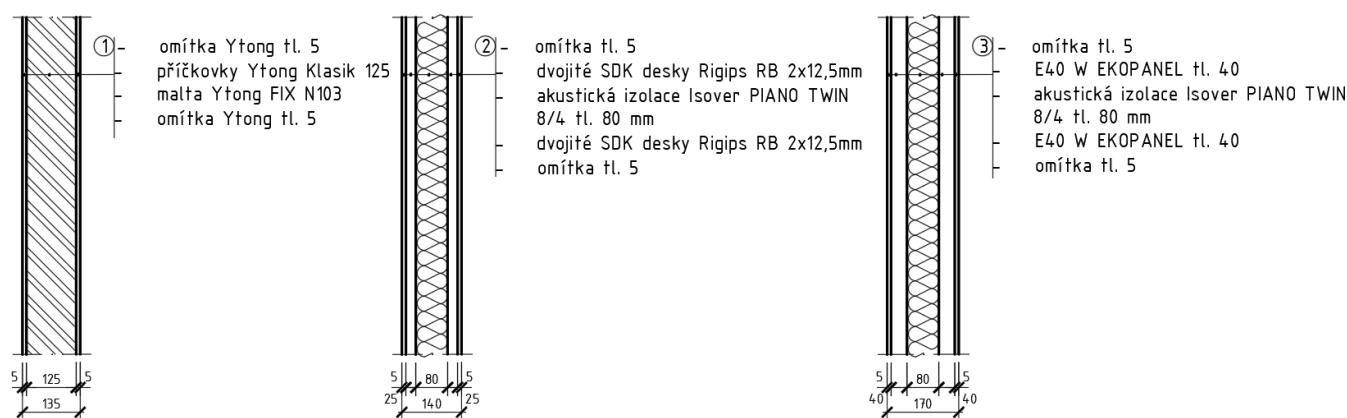 1
omítka Ytong tl. 5
příčkovky Ytong Klasik 125
malta Ytong FIX N103
omítka Ytong tl. 5
5 125 5
135
2
omítka tl. 5
dvojité SDK desky Rigips RB 2x12,5mm
akustická izolace Isover PIANO TWIN
8/4 tl. 80 mm
dvojité SDK desky Rigips RB 2x12,5mm
omítka tl. 5
5 80 5
25 140 25
3
omítka tl. 5
E40 W EKOPANEL tl. 40
akustická izolace Isover PIANO TWIN
8/4 tl. 80 mm
E40 W EKOPANEL tl. 40
omítka tl. 5
5 80 5
40 170 40